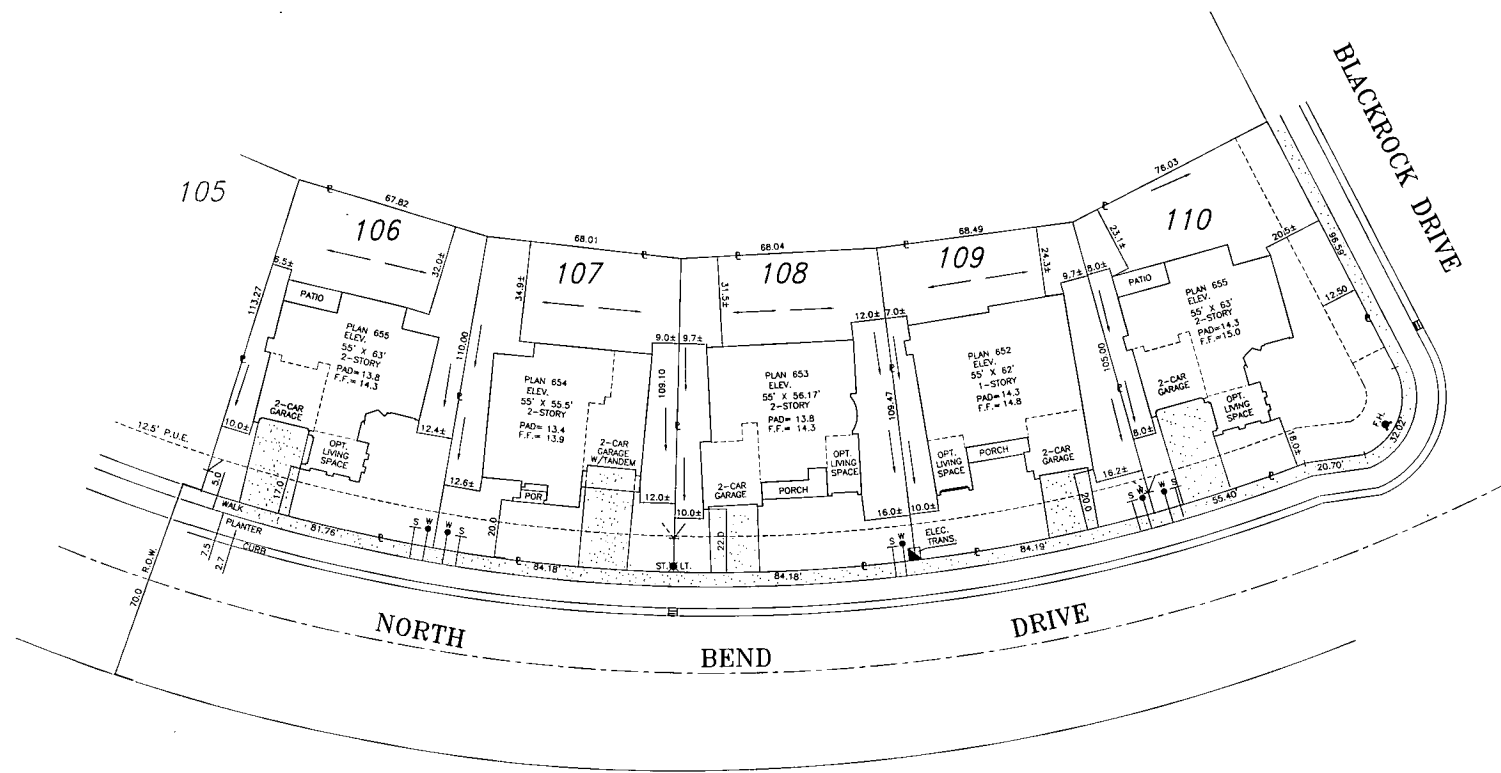 BLACKROCK DRIVE
105
67.82
106
6.5±
32.0±
113.27
PATIO
PLAN 655
ELEV.
55' X 63'
2-STORY
PAD=13.8
F.F.=14.3
2-CAR
GARAGE
OPT.
LIVING
SPACE
10.0±
12.4±
110.00
12.5' P.U.E.
5.0
17.0
WALK
PLANTER
CURB
81.76'
7.5
2.7
70.0 R.O.W.
S W W S
68.01
107
34.9±
9.0±
PLAN 654
ELEV.
55' X 55.5'
2-STORY
PAD= 13.4
F.F.= 13.9
2-CAR
GARAGE
W/TANDEM
POR
12.6±
12.0±
20.0
84.18'
109.10
ST. LT.
68.04
108
31.5±
9.7±
12.0±
PLAN 653
ELEV.
55' X 56.17'
2-STORY
PAD=13.8
F.F.= 14.3
OPT.
LIVING
SPACE
2-CAR
GARAGE
PORCH
10.0±
16.0±
22.0
84.18'
109.47
S W
ELEC.
TRANS.
68.49
109
24.3±
7.0±
9.7±
PLAN 652
ELEV.
55' X 62'
1-STORY
PAD=14.3
F.F.= 14.8
OPT.
LIVING
SPACE
PORCH
2-CAR
GARAGE
10.0±
16.2±
20.0
84.19'
105.00
S W W S
76.03
110
23.1±
8.0±
20.5±
PATIO
PLAN 655
ELEV.
55' X 63'
2-STORY
PAD=14.3
F.F.=15.0
2-CAR
GARAGE
OPT.
LIVING
SPACE
8.0±
18.0±
12.50
96.59'
F.H.
32.02'
20.70'
55.40'
NORTH BEND DRIVE